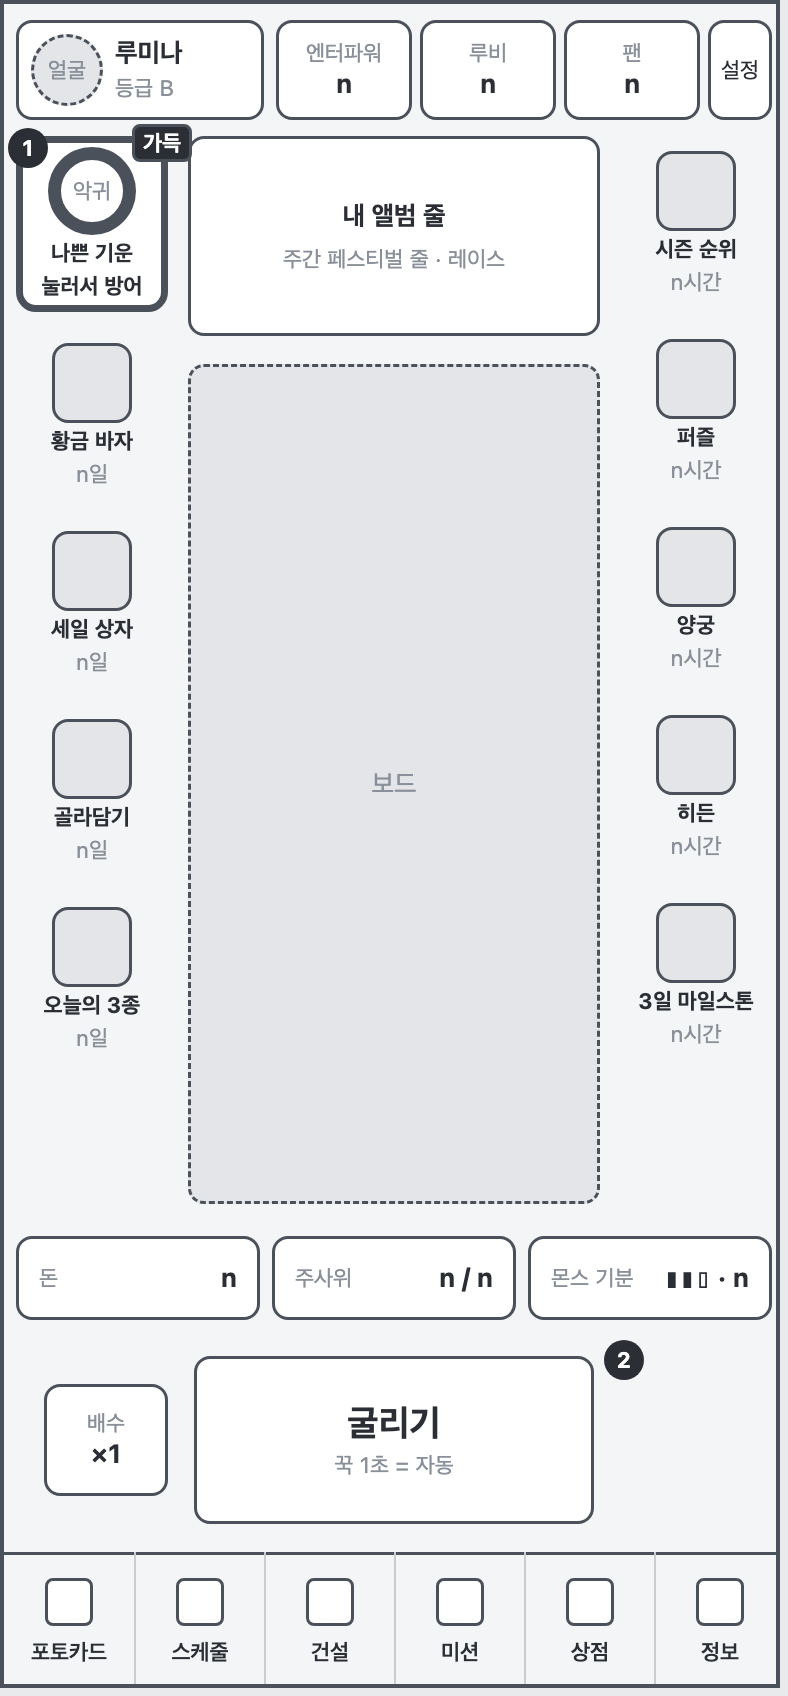 얼굴
루미나
등급 B
엔터파워
n
루비
n
팬
n
설정
1
가득
악귀
나쁜 기운
눌러서 방어
내 앨범 줄
주간 페스티벌 줄 · 레이스
시즌 순위
n시간
황금 바자
n일
퍼즐
n시간
세일 상자
n일
양궁
n시간
골라담기
n일
보드
히든
n시간
오늘의 3종
n일
3일 마일스톤
n시간
돈
n
주사위
n / n
몬스 기분
▮▮▯ · n
2
배수
×1
굴리기
꾹 1초 = 자동
포토카드
스케줄
건설
미션
상점
정보